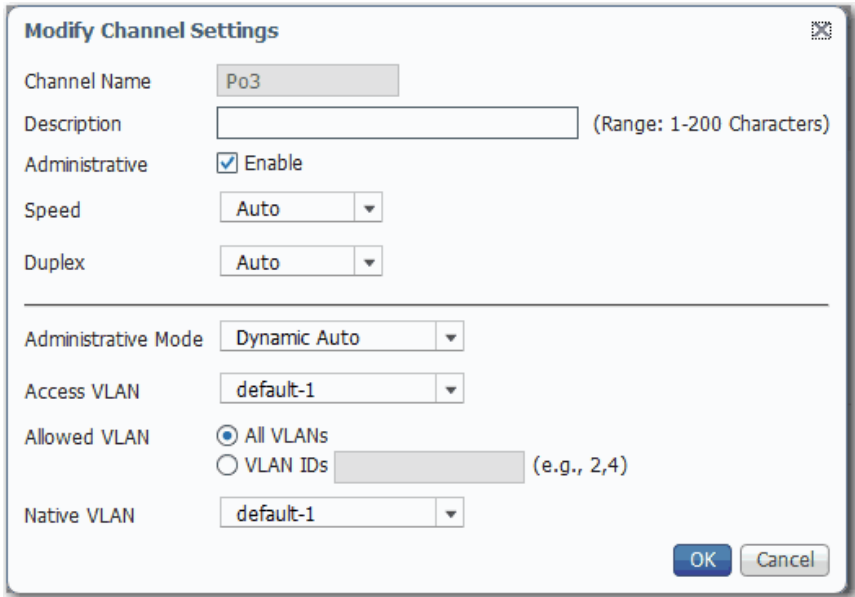 Modify Channel Settings
Channel Name Po3
Description (Range: 1-200 Characters)
Administrative Enable
Speed Auto
Duplex Auto
Administrative Mode Dynamic Auto
Access VLAN default-1
Allowed VLAN All VLANs
VLAN IDs (e.g., 2,4)
Native VLAN default-1
OK Cancel